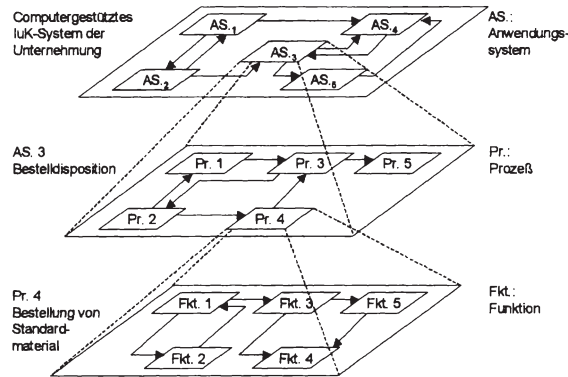 Computergestütztes
IuK-System der
Unternehmung
AS.1
AS.4
AS.3
AS.2
AS.5
AS.:
Anwendungs-
system
AS. 3
Bestelldisposition
Pr. 1
Pr. 3
Pr. 5
Pr. 2
Pr. 4
Pr.:
Prozeß
Pr. 4
Bestellung von
Standard-
material
Fkt. 1
Fkt. 3
Fkt. 5
Fkt. 2
Fkt. 4
Fkt.:
Funktion